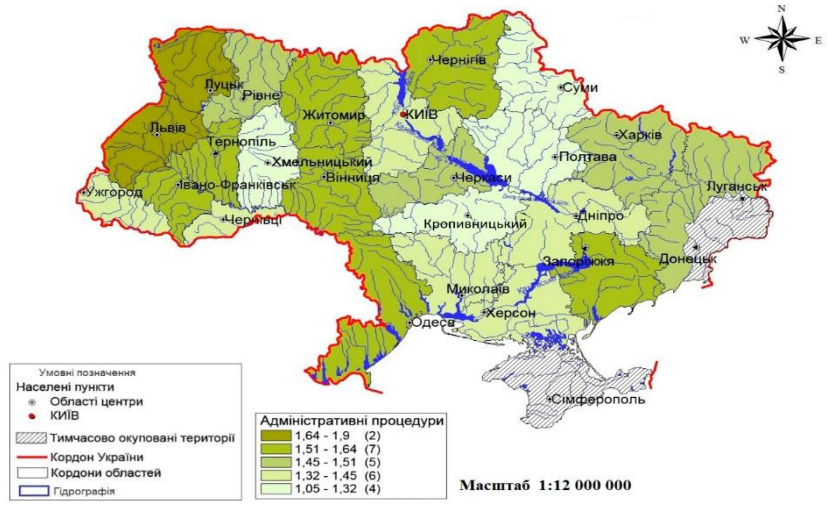 N
W E
S
Чернігів
Луцьк
Рівне
Суми
Житомир
КИЇВ
Львів
Харків
Тернопіль
Полтава
Хмельницький
Вінниця
Черкаси
Івано-Франківськ
Ужгород
Луганськ
Чернівці
Дніпро
Кропивницький
Запоріжжя
Донецьк
Миколаїв
Херсон
Одеса
Сімферополь
Умовні позначення
Населені пункти
Області центри
КИЇВ
Тимчасово окуповані території
Кордон України
Кордони областей
Гідрографія
Адміністративні процедури
1,64 - 1,9 (2)
1,51 - 1,64 (7)
1,45 - 1,51 (5)
1,32 - 1,45 (6)
1,05 - 1,32 (4)
Масштаб 1:12 000 000